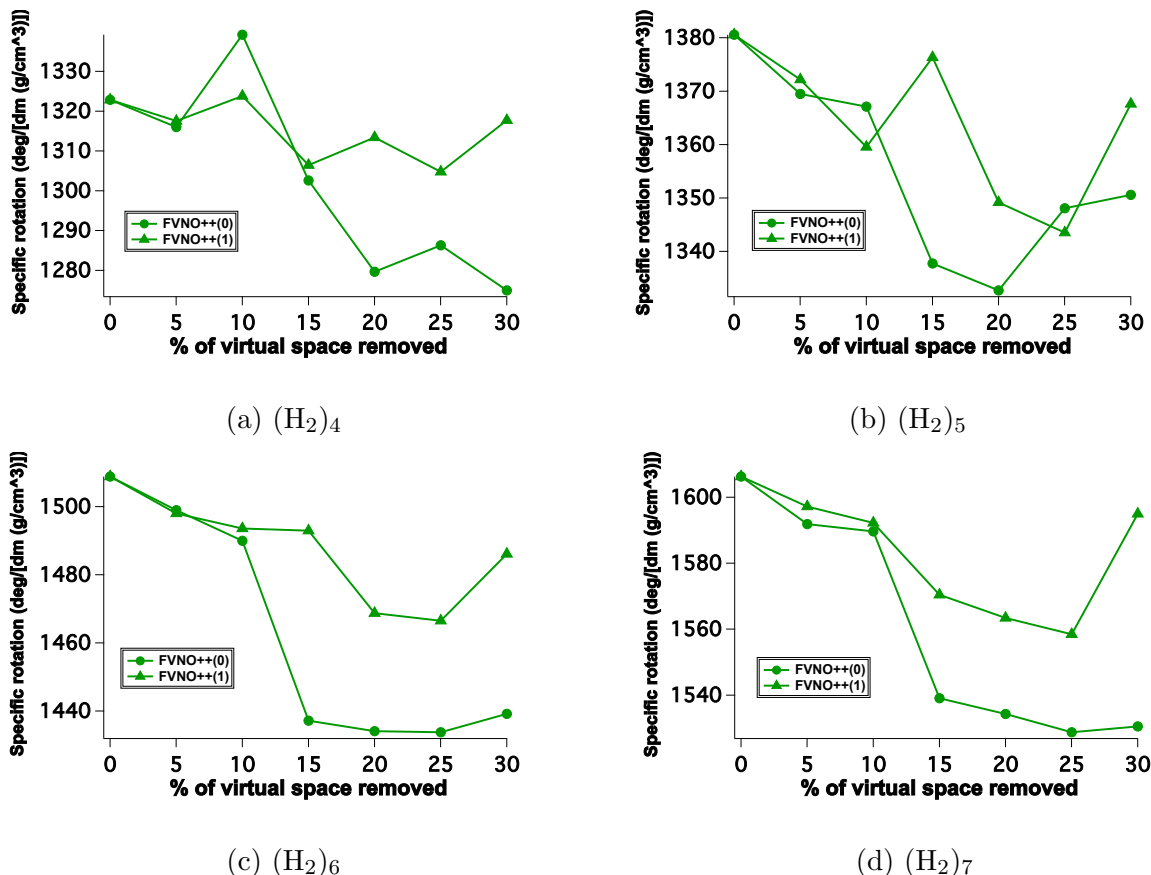 Specific rotation (deg/[dm (g/cm^3)])
1330
1320
1310
1300
1290
1280
FVNO++(0)
FVNO++(1)
0 5 10 15 20 25 30
% of virtual space removed
(a) (H₂)₄
Specific rotation (deg/[dm (g/cm^3)])
1380
1370
1360
1350
1340
FVNO++(0)
FVNO++(1)
0 5 10 15 20 25 30
% of virtual space removed
(b) (H₂)₅
Specific rotation (deg/[dm (g/cm^3)])
1500
1480
1460
1440
FVNO++(0)
FVNO++(1)
0 5 10 15 20 25 30
% of virtual space removed
(c) (H₂)₆
Specific rotation (deg/[dm (g/cm^3)])
1600
1580
1560
1540
FVNO++(0)
FVNO++(1)
0 5 10 15 20 25 30
% of virtual space removed
(d) (H₂)₇